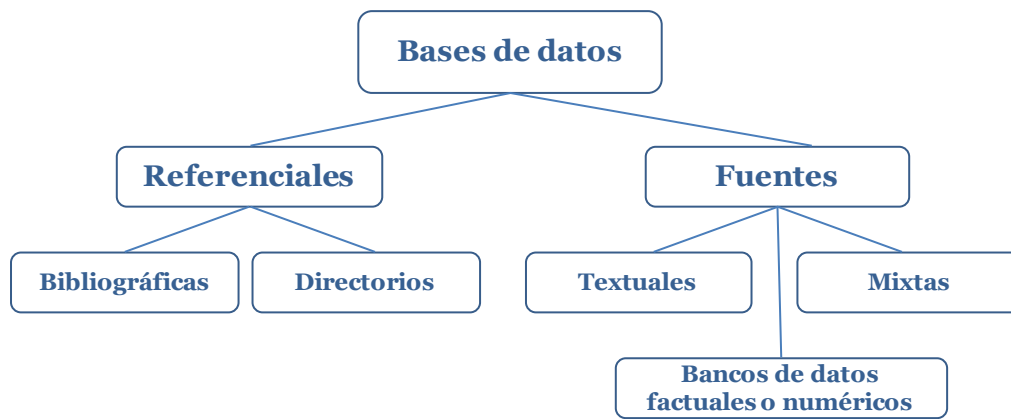 Bases de datos
Referenciales
Fuentes
Bibliográficas
Directorios
Textuales
Mixtas
Bancos de datos
factuales o numéricos